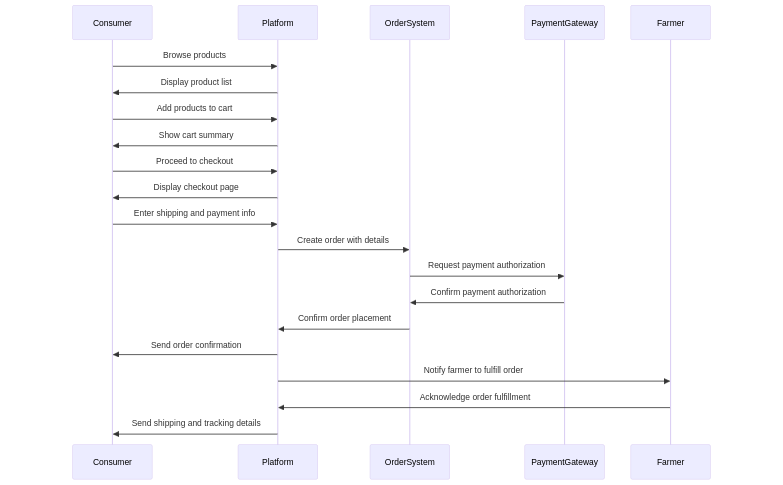 Consumer
Platform
OrderSystem
PaymentGateway
Farmer
Browse products
Display product list
Add products to cart
Show cart summary
Proceed to checkout
Display checkout page
Enter shipping and payment info
Create order with details
Request payment authorization
Confirm payment authorization
Confirm order placement
Send order confirmation
Notify farmer to fulfill order
Acknowledge order fulfillment
Send shipping and tracking details
Consumer
Platform
OrderSystem
PaymentGateway
Farmer